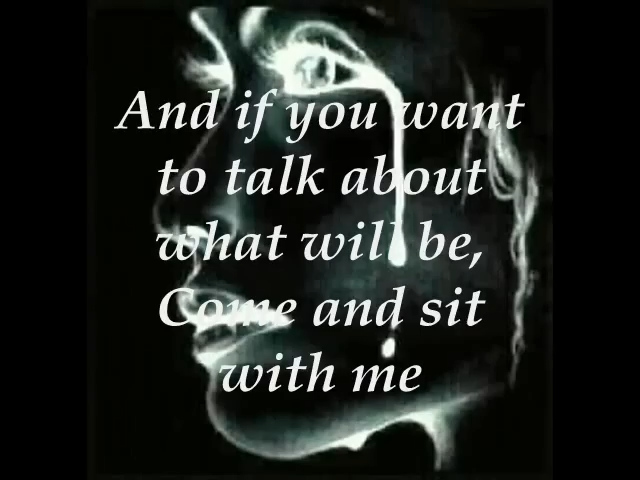 And if you want
to talk about
what will be,
Come and sit
with me